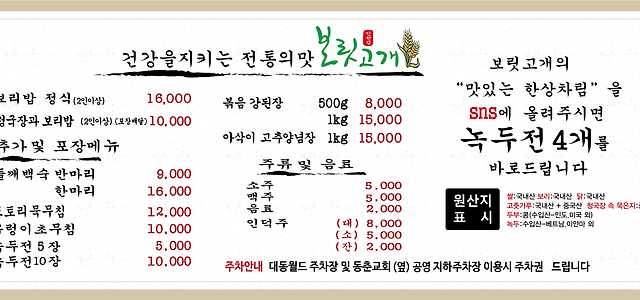 건강을지키는 전통의맛 보릿고개
보리밥 정식 (2인이상) 16,000
청국장과 보리밥 (2인이상) (포장배달) 10,000
추가 및 포장메뉴
들깨백숙 반마리 9.000
한마리 16.000
도토리묵무침 12,000
우렁이초무침 10,000
녹두전 5장 5,000
녹두전10장 10,000
볶음 강된장 500g 8,000
1kg 15,000
아삭이 고추양념장 1kg 15,000
주류 및 음료
소주 5.000
맥주 5.000
음료 2.000
인덕주 (대) 8,000
(소) 5,000
(잔) 2,000
주차안내 대동월드 주차장 및 동춘교회 (옆) 공영 지하주차장 이용시 주차권 드립니다
보릿고개의
“맛있는 한상차림” 을
sns에 올려주시면
녹두전 4개를
바로드립니다
원산지
표 시
쌀:국내산 보리:국내산 닭:국내산
고춧가루:국내산 + 중국산 청국장 속 묵은지:
두부:콩(수입산-인도,미국 외)
녹두:수입산-베트남,미얀마 외)